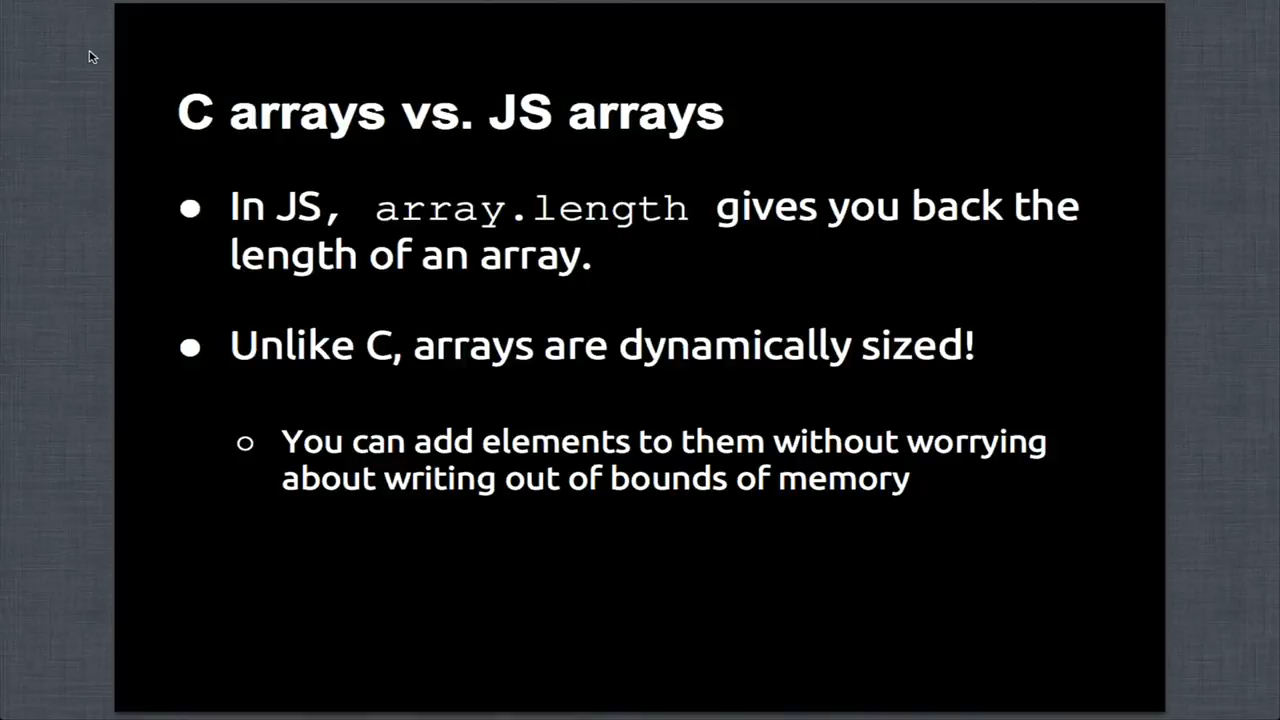 C arrays vs. JS arrays
● In JS, array.length gives you back the
length of an array.
● Unlike C, arrays are dynamically sized!
○ You can add elements to them without worrying
about writing out of bounds of memory